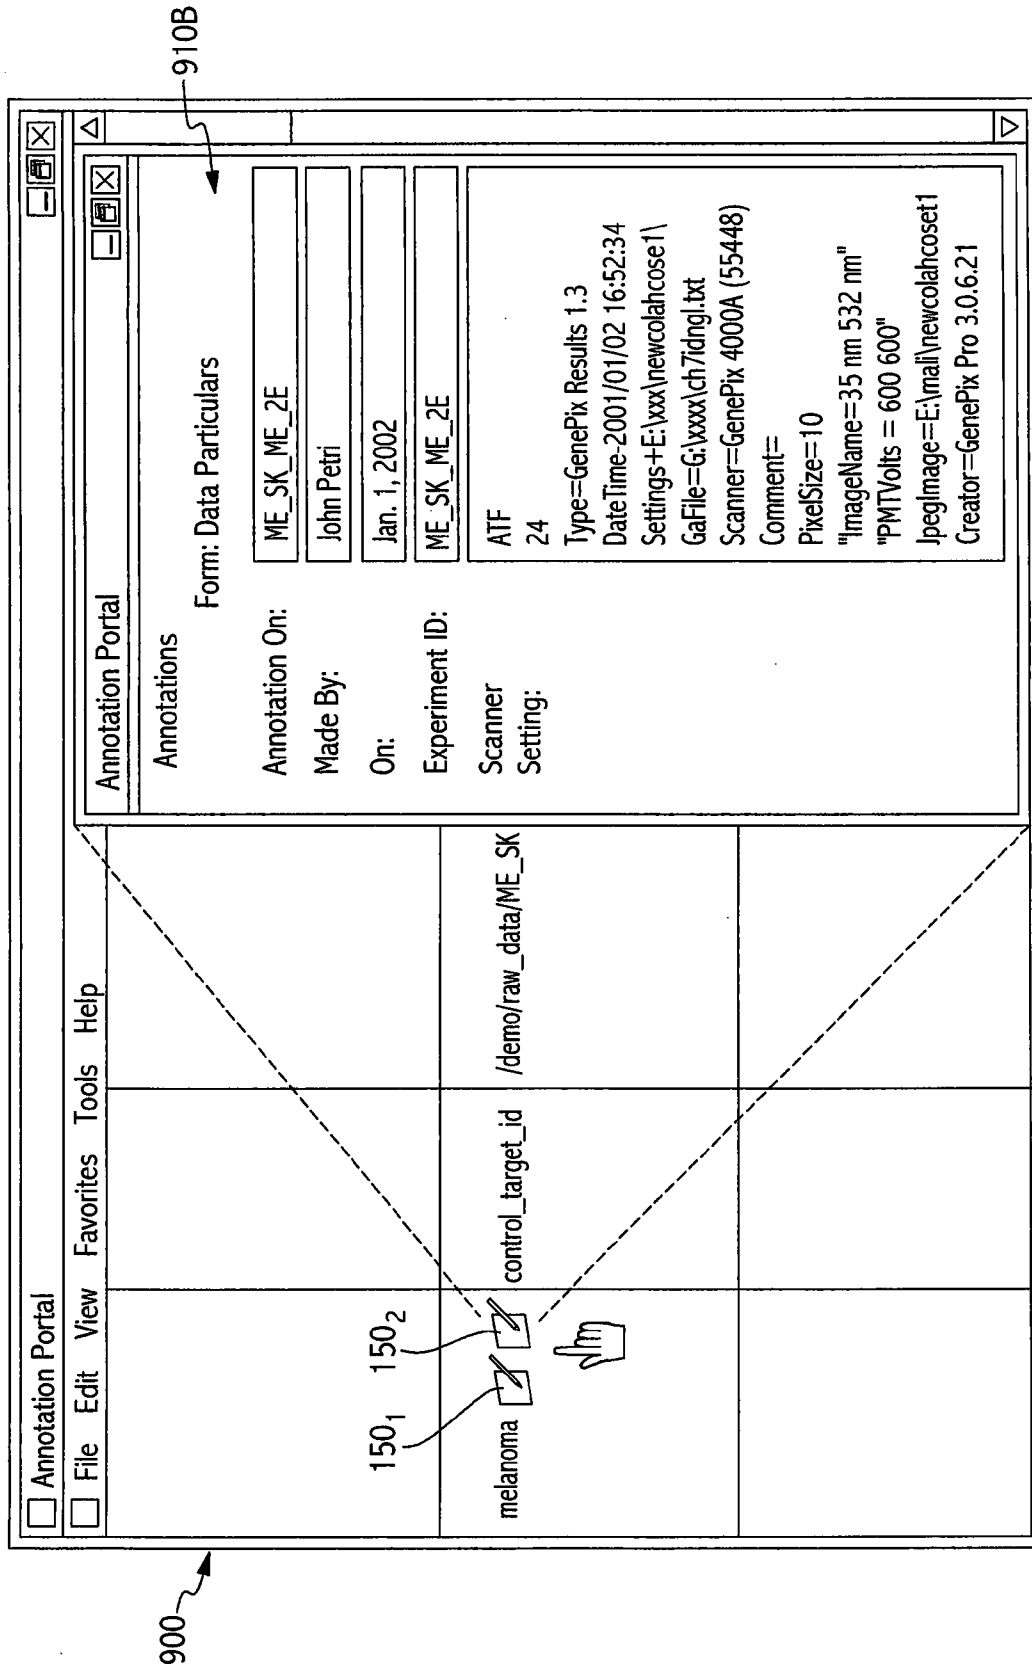 900
Annotation Portal
File Edit View Favorites Tools Help
150₁
150₂
melanoma
control_target_id
/demo/raw_data/ME_SK
910B
Annotation Portal
Annotations
Form: Data Particulars
Annotation On: ME_SK_ME_2E
Made By: John Petri
On: Jan. 1, 2002
Experiment ID: ME_SK_ME_2E
Scanner
Setting:
ATF
24
Type=GenePix Results 1.3
DateTime-2001/01/02 16:52:34
Settings+E:\xxx\newcolahcoset1\
GaFile=G:\xxxx\ch7idngl.txt
Scanner=GenePix 4000A (55448)
Comment=
PixelSize=10
"ImageName=35 nm 532 nm"
"PMTVolts = 600 600"
JpegImage=E:\mali\newcolahcoset1
Creator=GenePix Pro 3.0.6.21